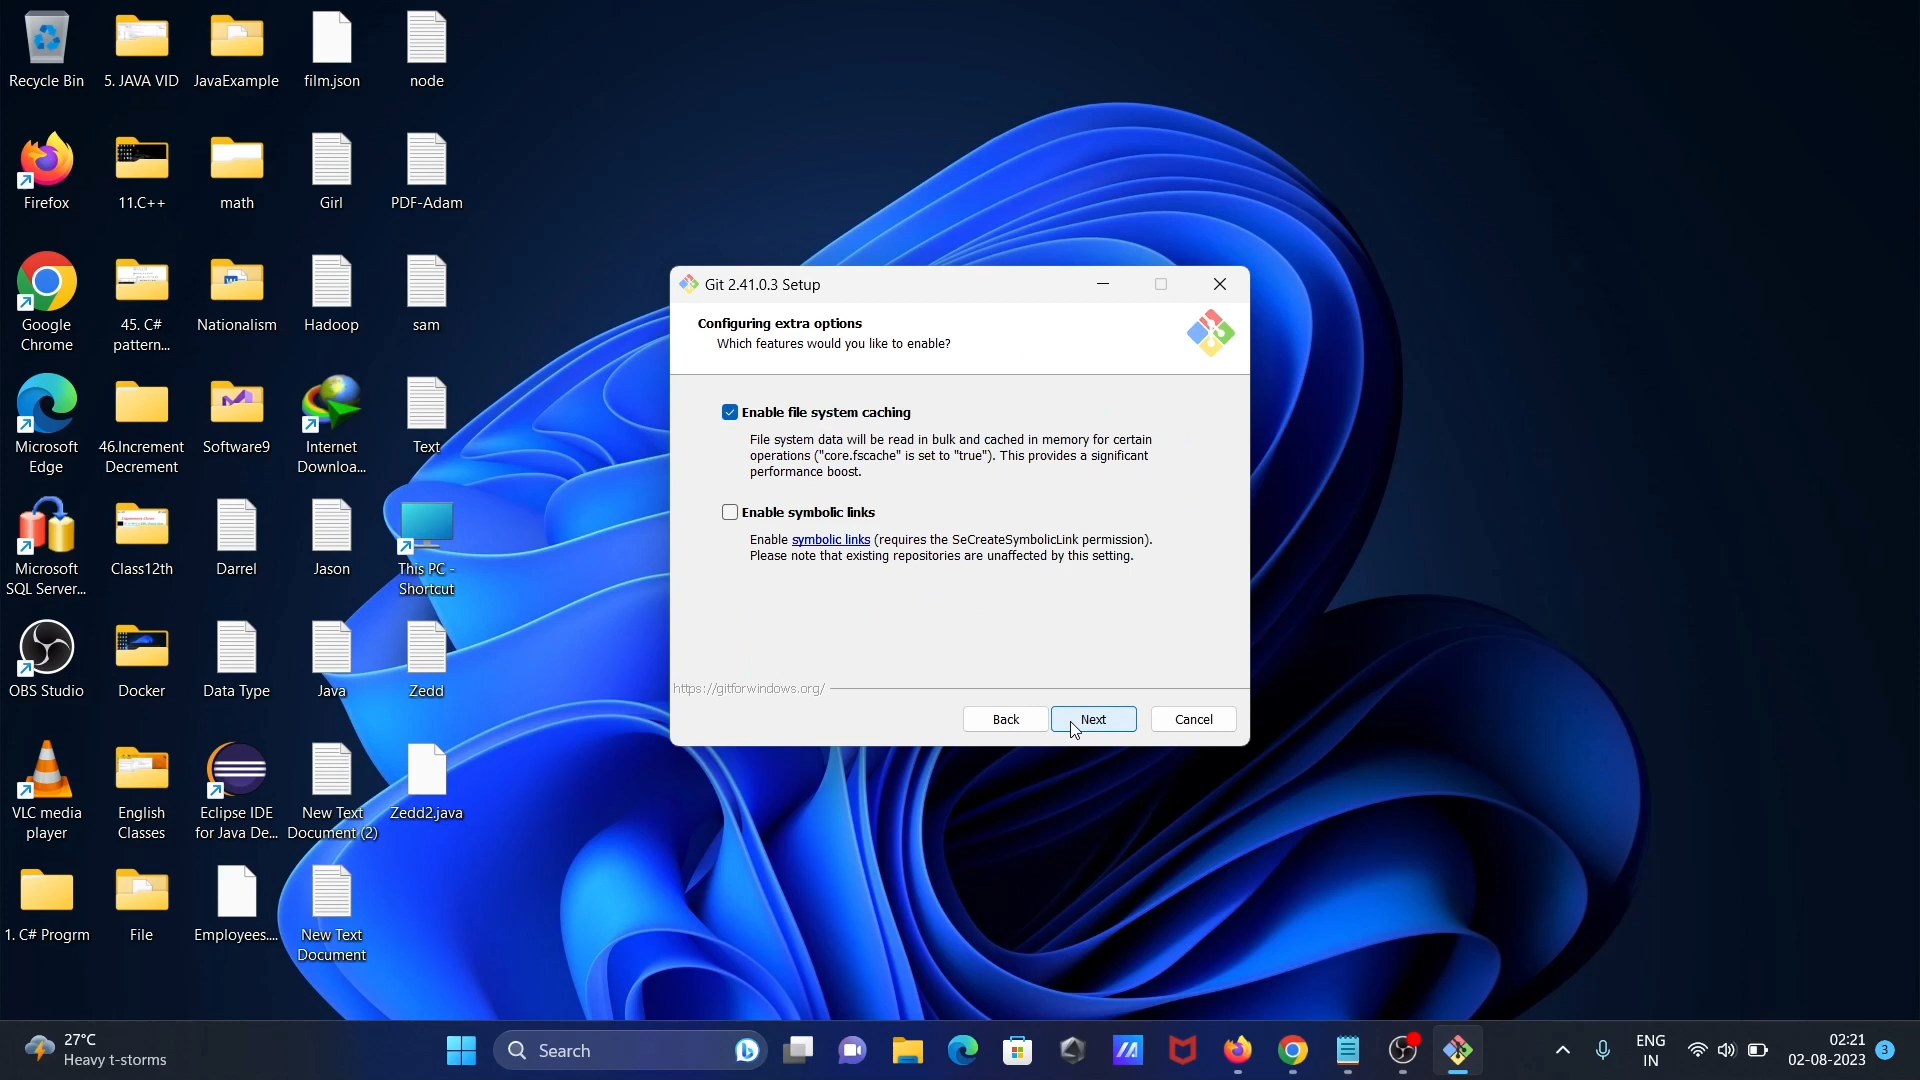 Recycle Bin
5. JAVA VID
JavaExample
film.json
node
Firefox
11.C++
math
Girl
PDF-Adam
Google
Chrome
45. C#
pattern...
Nationalism
Hadoop
sam
Microsoft
Edge
46.Increment
Decrement
Software9
Internet
Downloa...
Text
Microsoft
SQL Server...
Class12th
Darrel
Jason
This PC -
Shortcut
OBS Studio
Docker
Data Type
Java
Zedd
VLC media
player
English
Classes
Eclipse IDE
for Java De...
New Text
Document (2)
Zedd2.java
1. C# Progrm
File
Employees....
New Text
Document
Git 2.41.0.3 Setup
Configuring extra options
Which features would you like to enable?
Enable file system caching
File system data will be read in bulk and cached in memory for certain
operations ("core.fscache" is set to "true"). This provides a significant
performance boost.
Enable symbolic links
Enable symbolic links (requires the SeCreateSymbolicLink permission).
Please note that existing repositories are unaffected by this setting.
https://gitforwindows.org/
Back
Next
Cancel
27°C
Heavy t-storms
Search
ENG
IN
02:21
02-08-2023
3